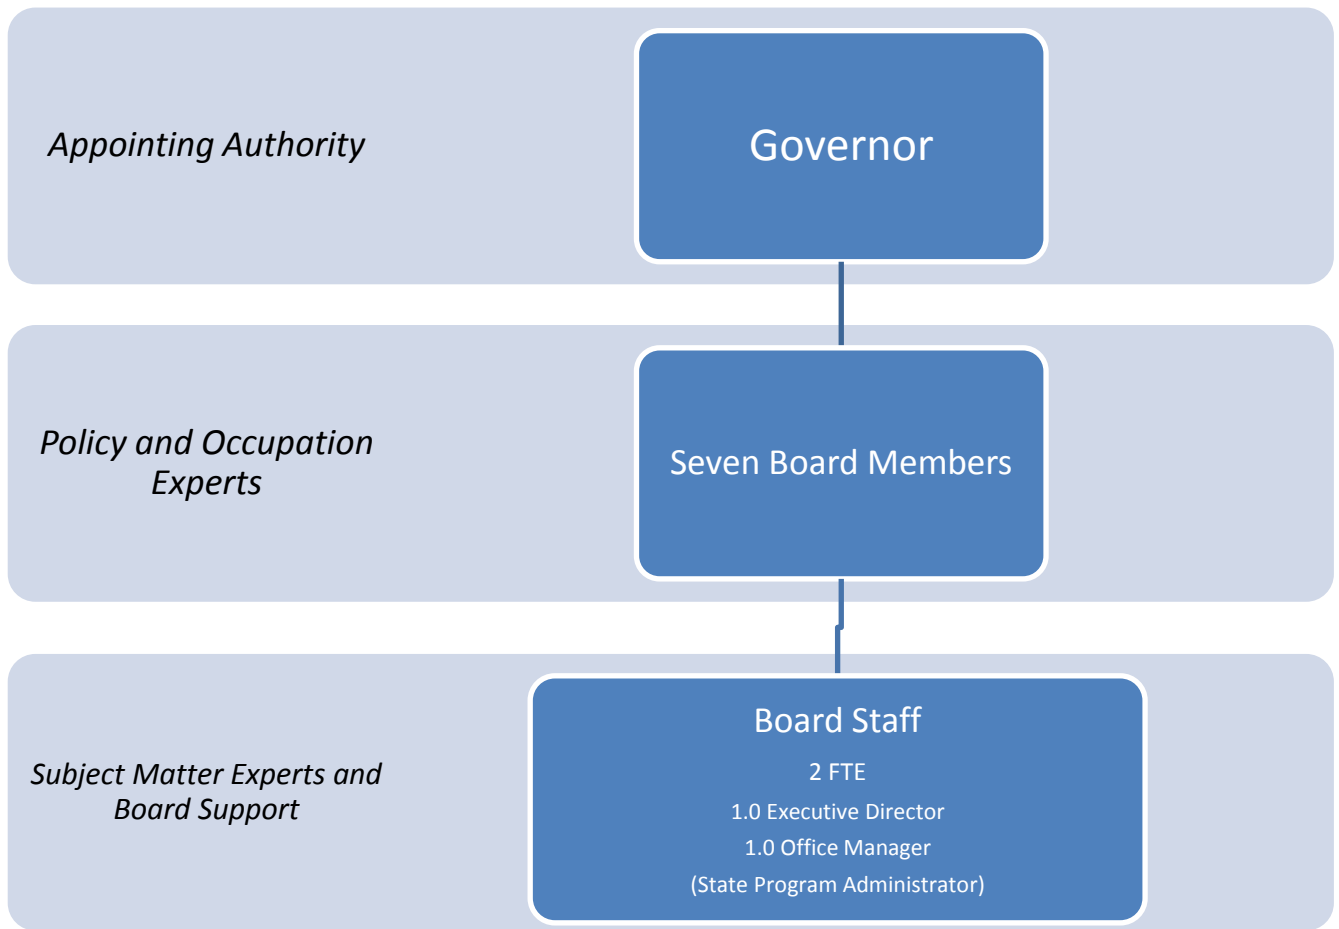 Appointing Authority
Governor
Policy and Occupation
Experts
Seven Board Members
Subject Matter Experts and
Board Support
Board Staff
2 FTE
1.0 Executive Director
1.0 Office Manager
(State Program Administrator)